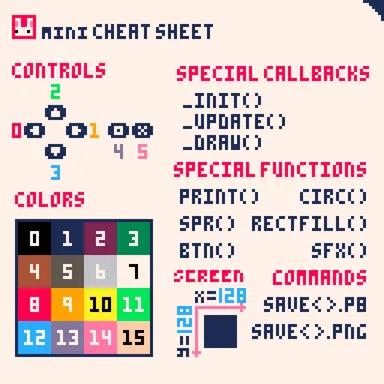 mini CHEAT SHEET
CONTROLS
2
0 1
4 5
3
COLORS
0 1 2 3
4 5 6 7
8 9 10 11
12 13 14 15
SPECIAL CALLBACKS
_INIT()
_UPDATE()
_DRAW()
SPECIAL FUNCTIONS
PRINT() CIRC()
SPR() RECTFILL()
BTN() SFX()
SCREEN
X=128
Y=128
COMMANDS
SAVE<>.P8
SAVE<>.PNG